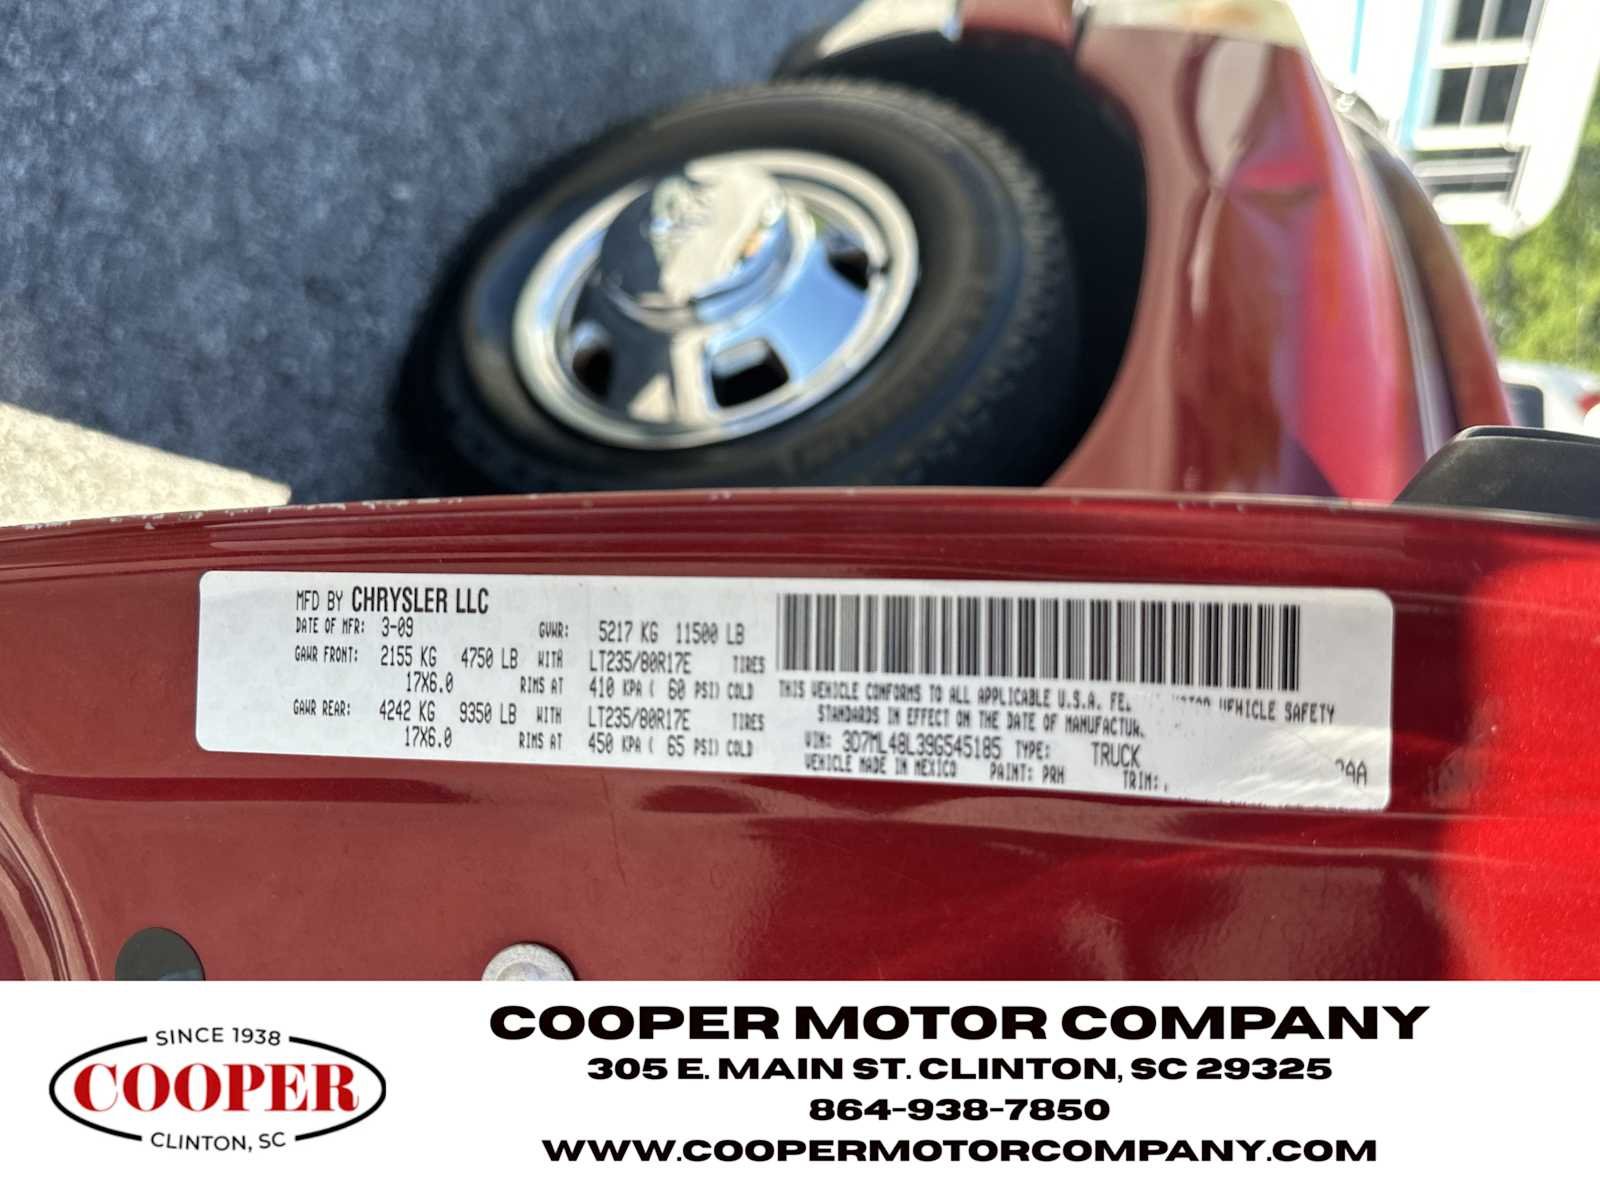 MFD BY CHRYSLER LLC
DATE OF MFR: 3-09 GVWR: 5217 KG 11500 LB
GAWR FRONT: 2155 KG 4750 LB WITH LT235/80R17E TIRES
17X6.0 RIMS AT 410 KPA ( 60 PSI) COLD
GAWR REAR: 4242 KG 9350 LB WITH LT235/80R17E TIRES
17X6.0 RIMS AT 450 KPA ( 65 PSI) COLD
THIS VEHICLE CONFORMS TO ALL APPLICABLE U.S.A. VEHICLE SAFETY
STANDARDS IN EFFECT ON THE DATE OF
VIN: 3D7ML48L39G545185 TYPE: TRUCK
VEHICLE MADE IN MEXICO PAINT: PRH TRIM:
SINCE 1938
COOPER
CLINTON, SC
COOPER MOTOR COMPANY
305 E. MAIN ST. CLINTON, SC 29325
864-938-7850
WWW.COOPERMOTORCOMPANY.COM